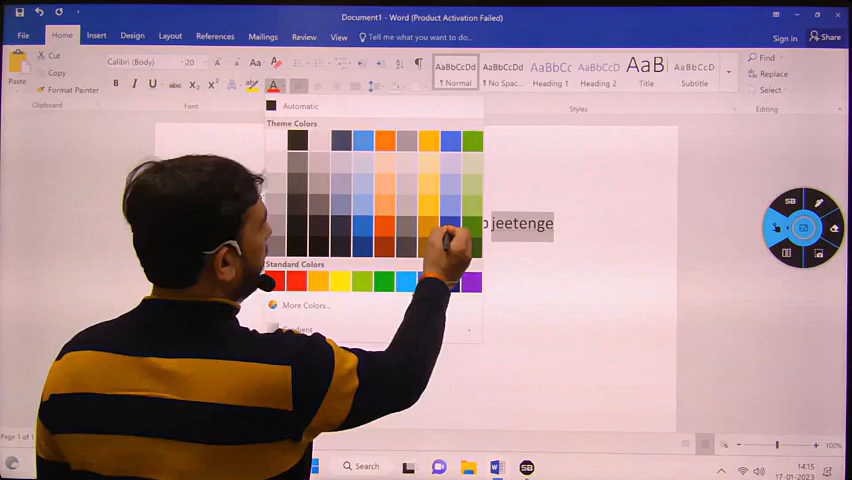 Document1 - Word (Product Activation Failed)
File Home Insert Design Layout References Mailings Review View Tell me what you want to do... Sign in Share
Cut
Copy
Format Painter
Paste
Clipboard
Calibri (Body) 20
Font
AaBbCcDd ¶ Normal
AaBbCcDd ¶ No Spac...
AaBbCc Heading 1
AaBbCcD Heading 2
AaB Title
AaBbCcD Subtitle
Styles
Find
Replace
Select
Editing
Automatic
Theme Colors
jeetenge
Standard Colors
More Colors...
Gradient
SB
Page 1 of 1
100%
Search
SB
14:15
17-01-2023